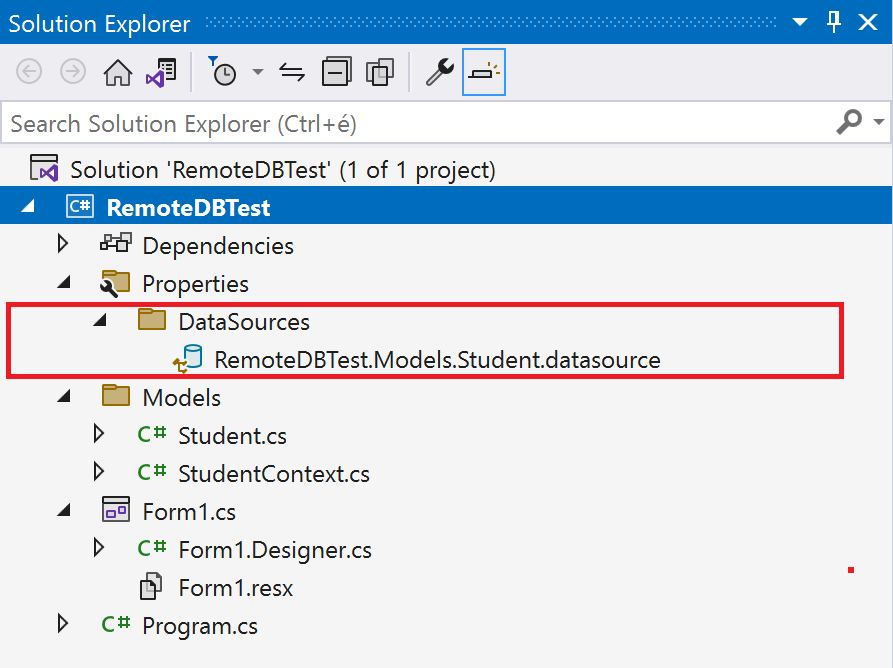 Solution Explorer
Search Solution Explorer (Ctrl+é)
Solution 'RemoteDBTest' (1 of 1 project)
C# RemoteDBTest
Dependencies
Properties
DataSources
RemoteDBTest.Models.Student.datasource
Models
C# Student.cs
C# StudentContext.cs
Form1.cs
C# Form1.Designer.cs
Form1.resx
C# Program.cs